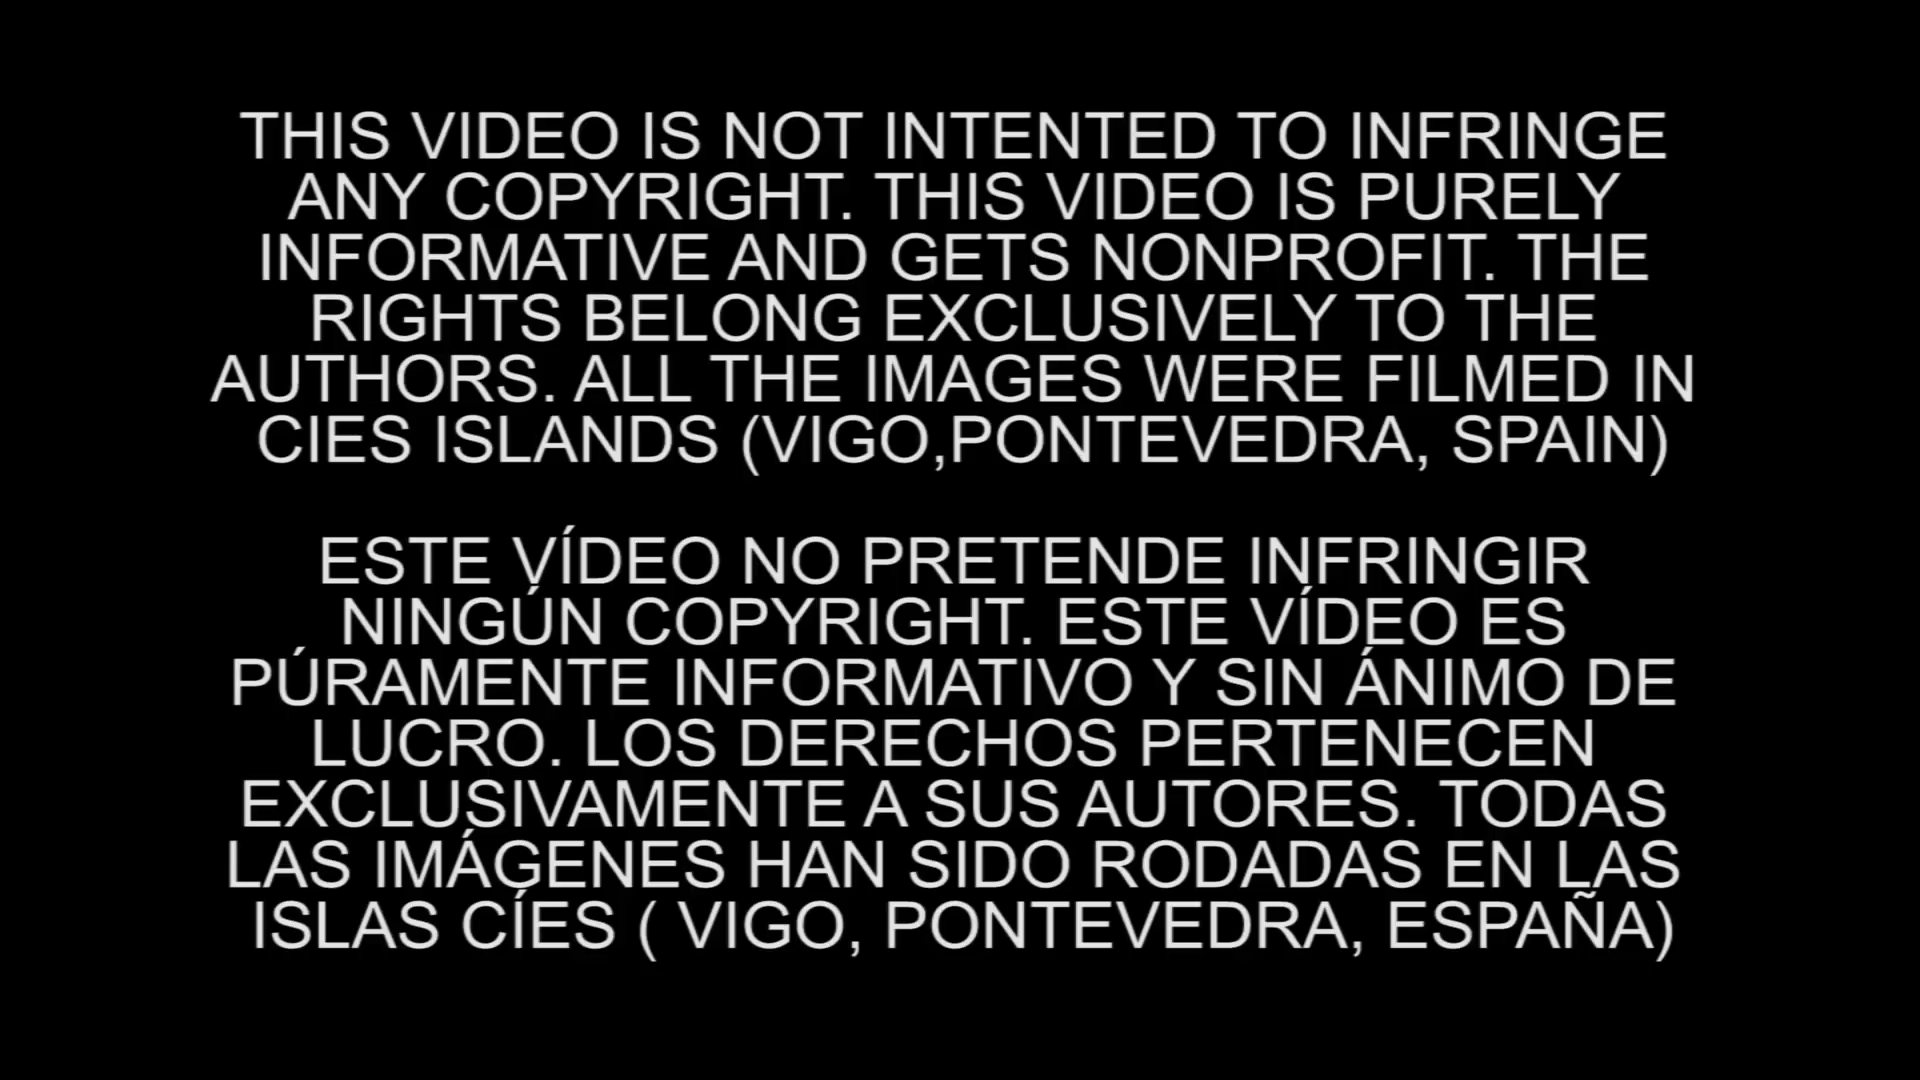 THIS VIDEO IS NOT INTENTED TO INFRINGE
ANY COPYRIGHT. THIS VIDEO IS PURELY
INFORMATIVE AND GETS NONPROFIT. THE
RIGHTS BELONG EXCLUSIVELY TO THE
AUTHORS. ALL THE IMAGES WERE FILMED IN
CIES ISLANDS (VIGO,PONTEVEDRA, SPAIN)
ESTE VÍDEO NO PRETENDE INFRINGIR
NINGÚN COPYRIGHT. ESTE VÍDEO ES
PÚRAMENTE INFORMATIVO Y SIN ÁNIMO DE
LUCRO. LOS DERECHOS PERTENECEN
EXCLUSIVAMENTE A SUS AUTORES. TODAS
LAS IMÁGENES HAN SIDO RODADAS EN LAS
ISLAS CÍES ( VIGO, PONTEVEDRA, ESPAÑA)